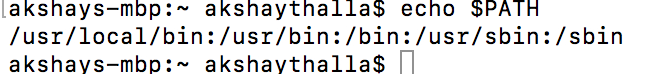 akshays-mbp:~ akshaythalla$ echo $PATH
/usr/local/bin:/usr/bin:/bin:/usr/sbin:/sbin
akshays-mbp:~ akshaythalla$